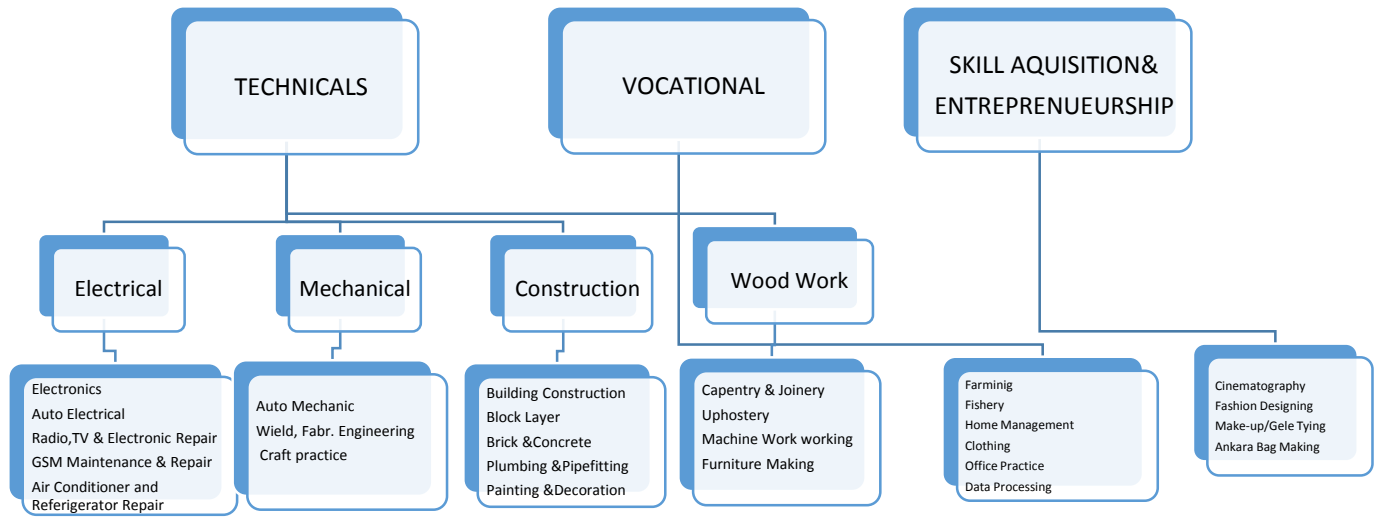 TECHNICALS
VOCATIONAL
SKILL AQUISITION&
ENTREPRENUEURSHIP
Electrical
Mechanical
Construction
Wood Work
Electronics
Auto Electrical
Radio,TV & Electronic Repair
GSM Maintenance & Repair
Air Conditioner and
Referigerator Repair
Auto Mechanic
Wield, Fabr. Engineering
Craft practice
Building Construction
Block Layer
Brick &Concrete
Plumbing &Pipefitting
Painting &Decoration
Capentry & Joinery
Uphostery
Machine Work working
Furniture Making
Farminig
Fishery
Home Management
Clothing
Office Practice
Data Processing
Cinematography
Fashion Designing
Make-up/Gele Tying
Ankara Bag Making